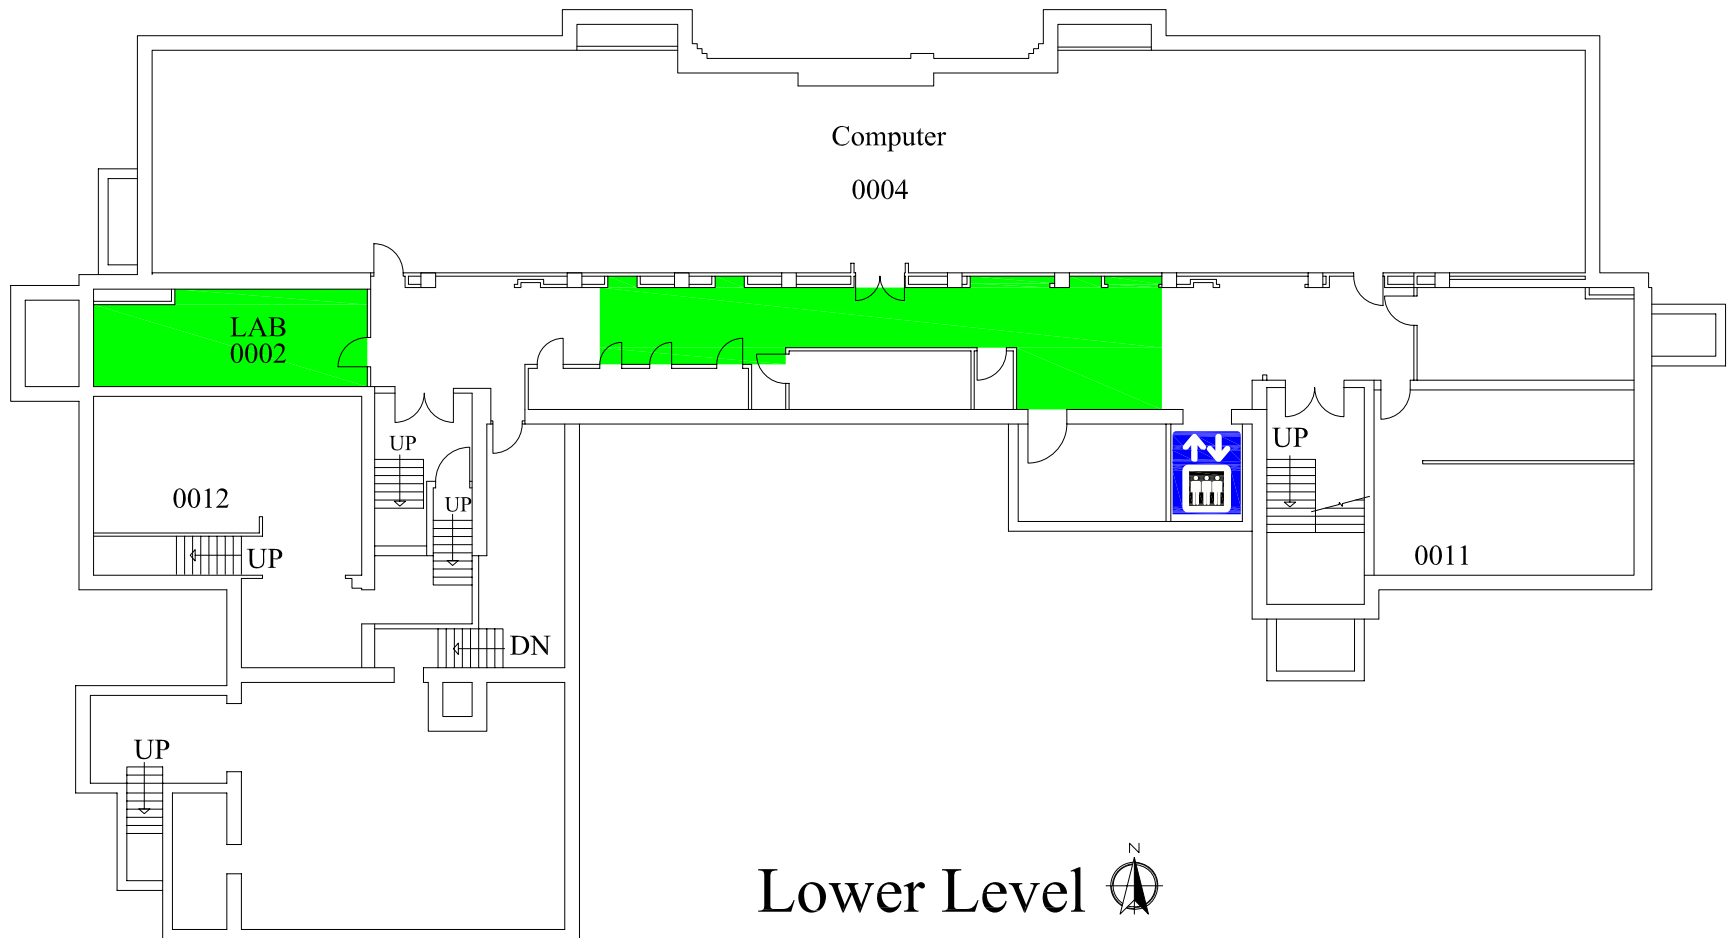 Computer
0004
LAB
0002
UP
UP
UP
0012
UP
0011
DN
UP
Lower Level
N